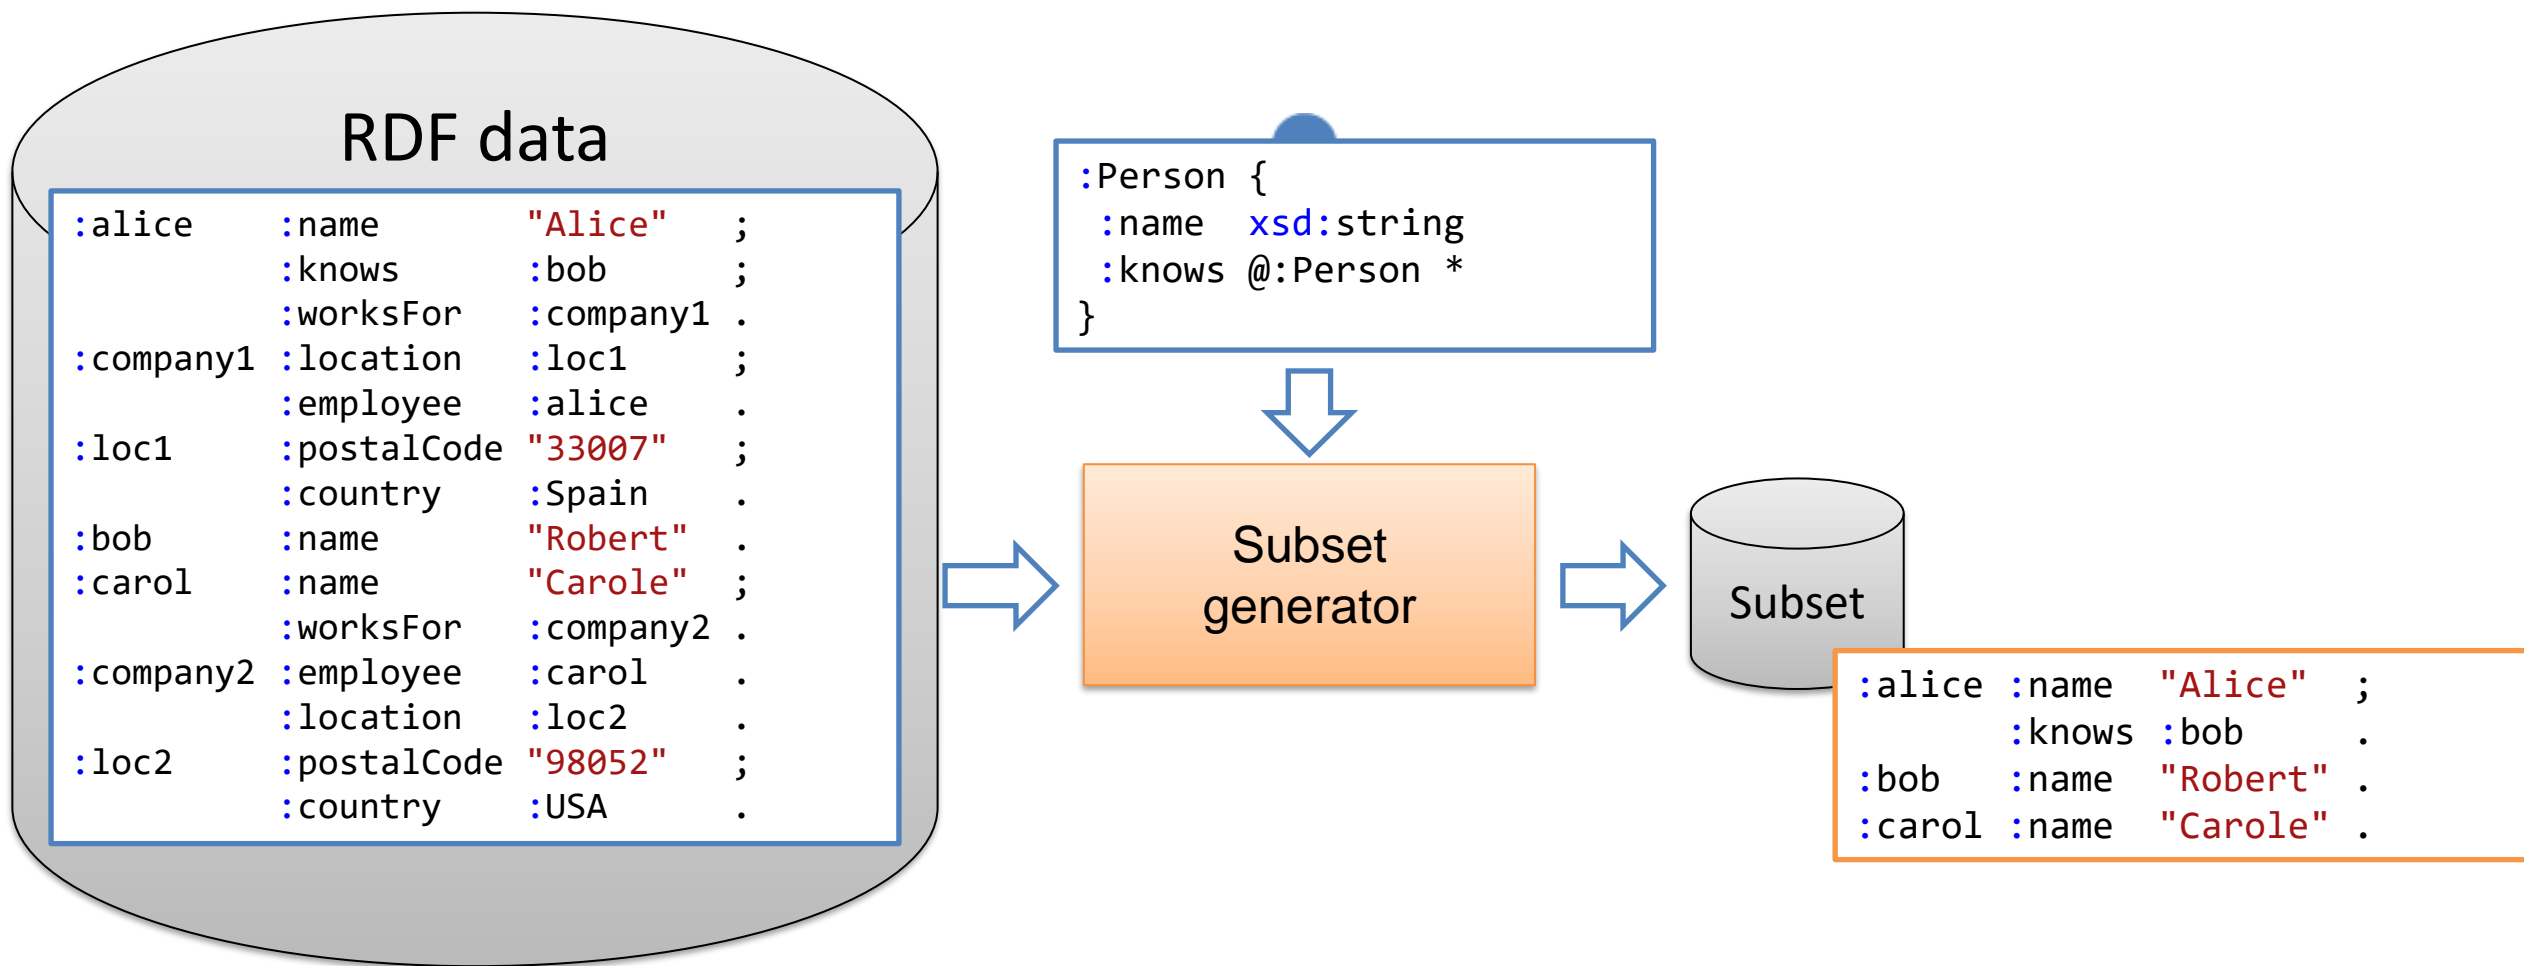 RDF data
:alice :name "Alice" ;
:knows :bob ;
:worksFor :company1 .
:company1 :location :loc1 ;
:employee :alice .
:loc1 :postalCode "33007" ;
:country :Spain .
:bob :name "Robert" .
:carol :name "Carole" ;
:worksFor :company2 .
:company2 :employee :carol .
:location :loc2 .
:loc2 :postalCode "98052" ;
:country :USA .
:Person {
:name xsd:string
:knows @:Person *
}
Subset
generator
Subset
:alice :name "Alice" ;
:knows :bob .
:bob :name "Robert" .
:carol :name "Carole" .